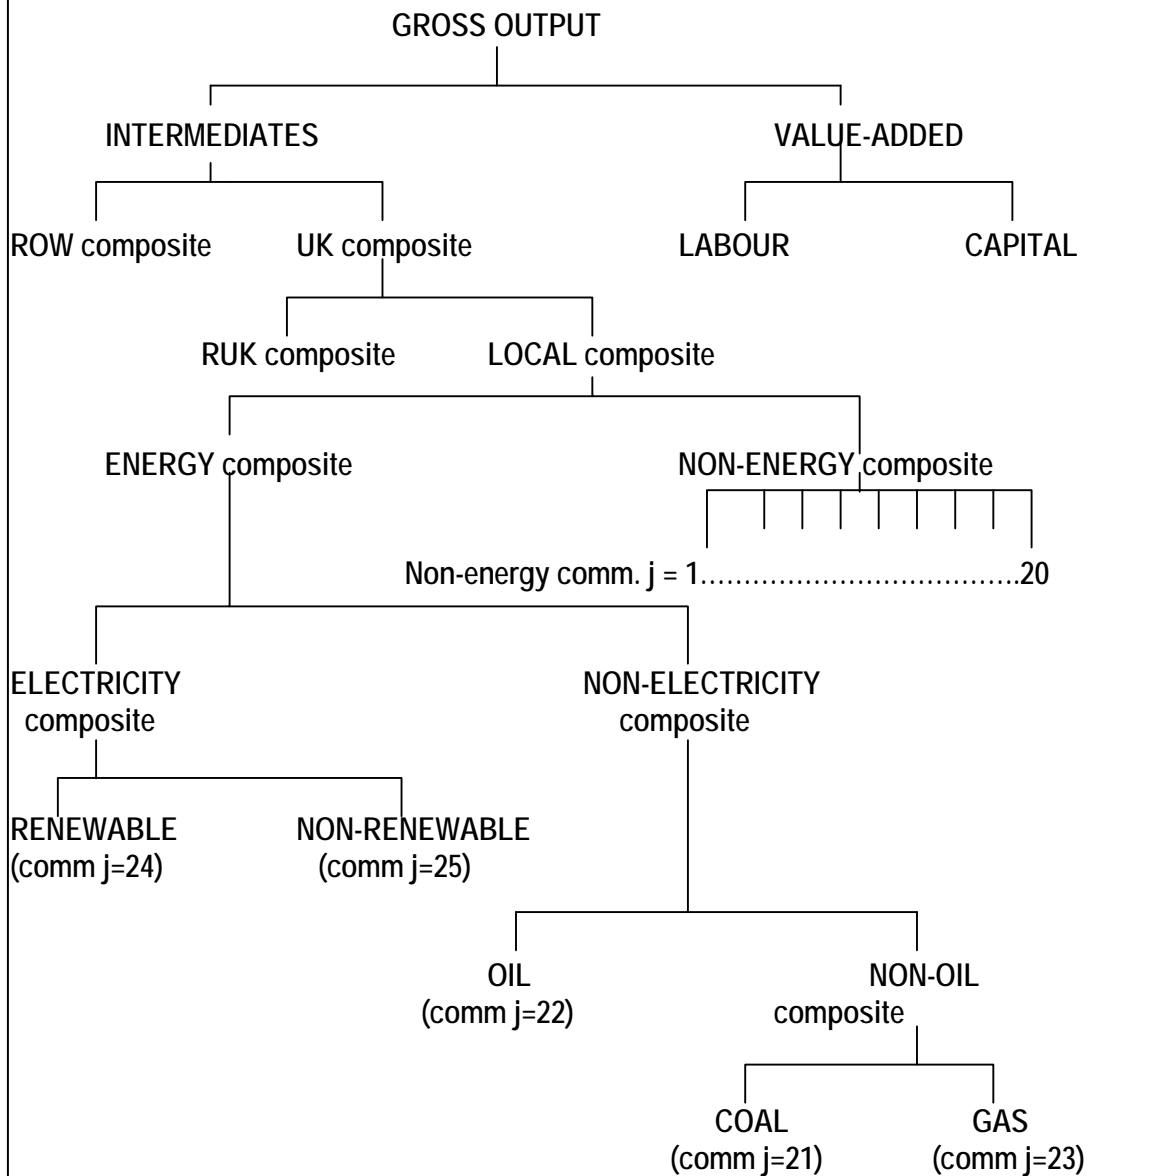 GROSS OUTPUT
INTERMEDIATES VALUE-ADDED
ROW composite UK composite LABOUR CAPITAL
RUK composite LOCAL composite
ENERGY composite NON-ENERGY composite
Non-energy comm. j = 1………………………………..20
ELECTRICITY NON-ELECTRICITY
composite composite
RENEWABLE NON-RENEWABLE
(comm j=24) (comm j=25)
OIL NON-OIL
(comm j=22) composite
COAL GAS
(comm j=21) (comm j=23)